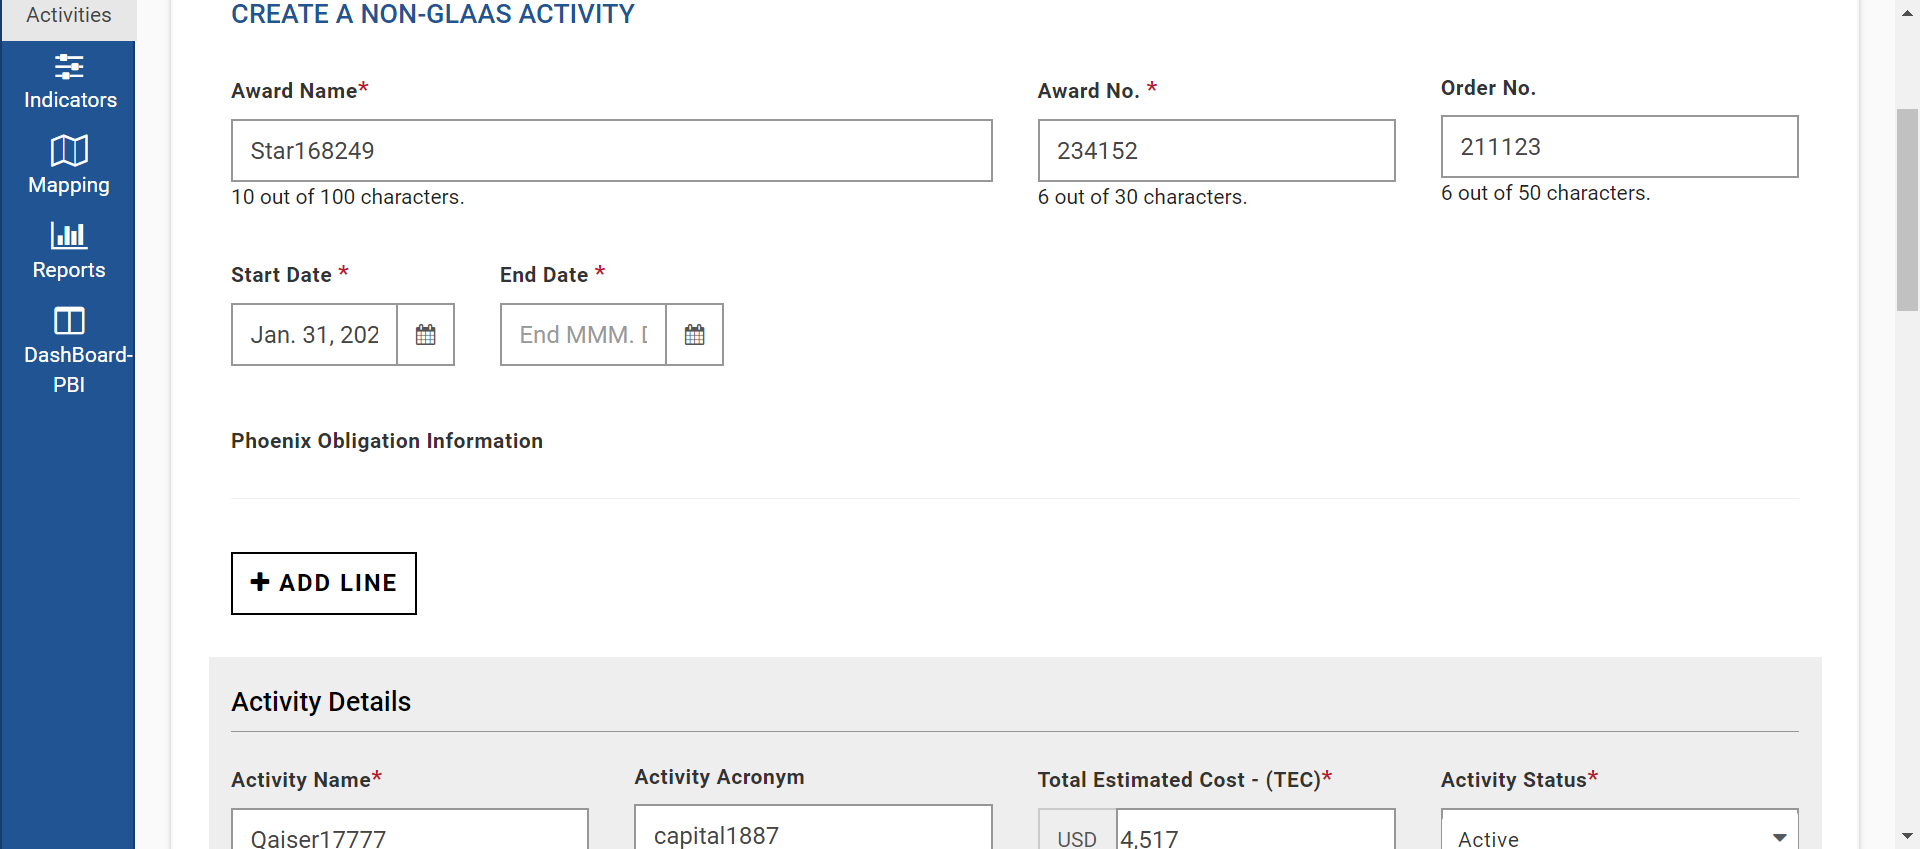 Activities
Indicators
Mapping
Reports
DashBoard-
PBI
CREATE A NON-GLAAS ACTIVITY
Award Name*
Award No. *
Order No.
Star168249
234152
211123
10 out of 100 characters.
6 out of 30 characters.
6 out of 50 characters.
Start Date *
End Date *
Jan. 31, 202
End MMM. D
Phoenix Obligation Information
+ ADD LINE
Activity Details
Activity Name*
Activity Acronym
Total Estimated Cost - (TEC)*
Activity Status*
Qaiser17777
capital1887
USD
4,517
Active